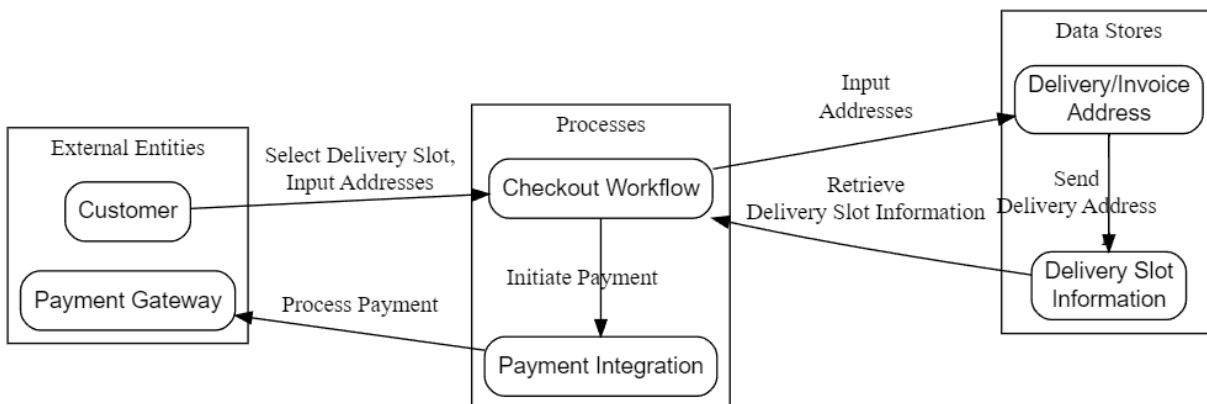 External Entities
Customer
Payment Gateway
Select Delivery Slot,
Input Addresses
Process Payment
Processes
Checkout Workflow
Initiate Payment
Payment Integration
Input
Addresses
Retrieve
Delivery Slot Information
Data Stores
Delivery/Invoice
Address
Send
Delivery Address
Delivery Slot
Information